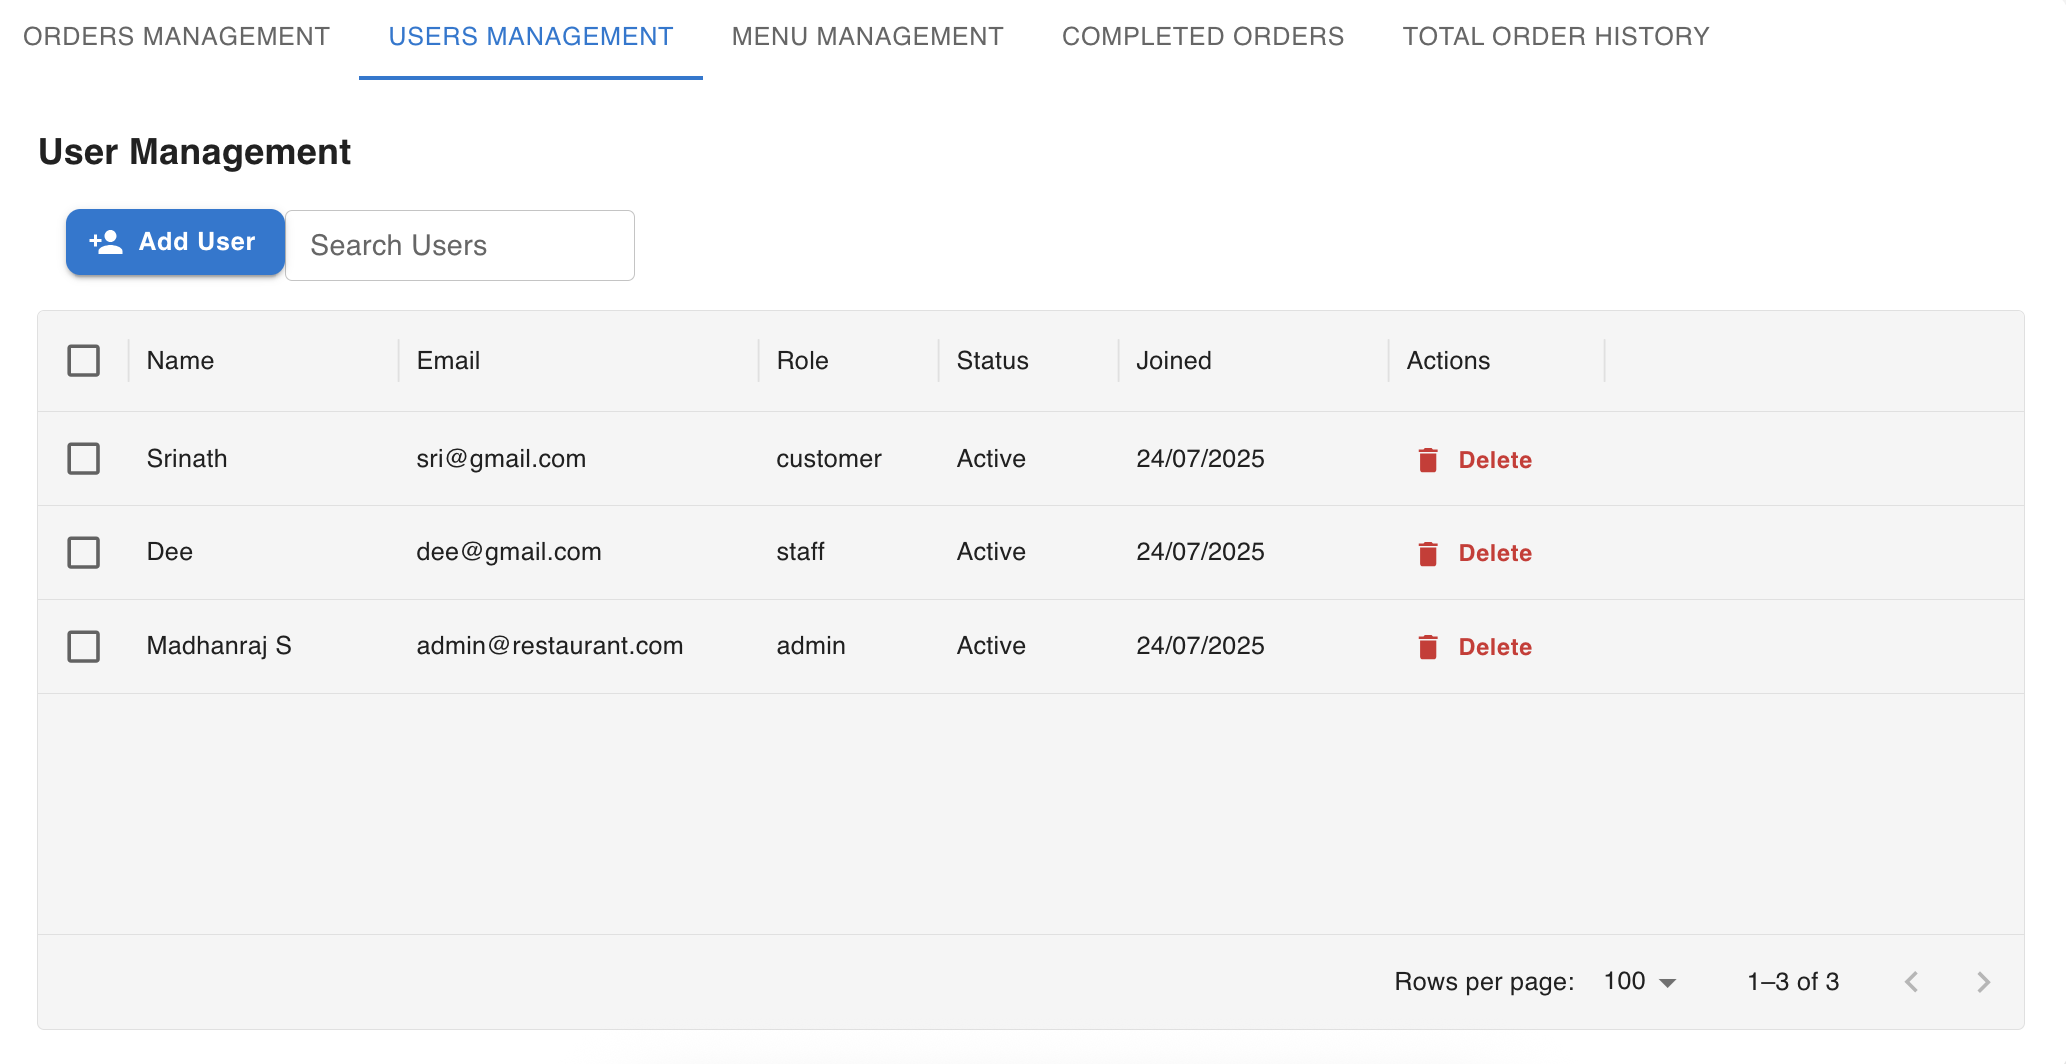 ORDERS MANAGEMENT USERS MANAGEMENT MENU MANAGEMENT COMPLETED ORDERS TOTAL ORDER HISTORY
User Management
Add User Search Users
Name Email Role Status Joined Actions
Srinath sri@gmail.com customer Active 24/07/2025 Delete
Dee dee@gmail.com staff Active 24/07/2025 Delete
Madhanraj S admin@restaurant.com admin Active 24/07/2025 Delete
Rows per page: 100 1–3 of 3